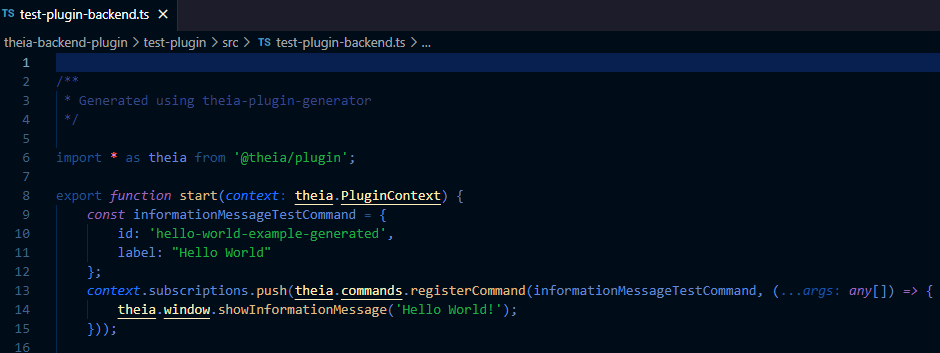 TS test-plugin-backend.ts ×
theia-backend-plugin > test-plugin > src > TS test-plugin-backend.ts > ...
1
2 /**
3  * Generated using theia-plugin-generator
4  */
5
6 import * as theia from '@theia/plugin';
7
8 export function start(context: theia.PluginContext) {
9     const informationMessageTestCommand = {
10         id: 'hello-world-example-generated',
11         label: "Hello World"
12     };
13     context.subscriptions.push(theia.commands.registerCommand(informationMessageTestCommand, (...args: any[]) => {
14         theia.window.showInformationMessage('Hello World!');
15     }));
16